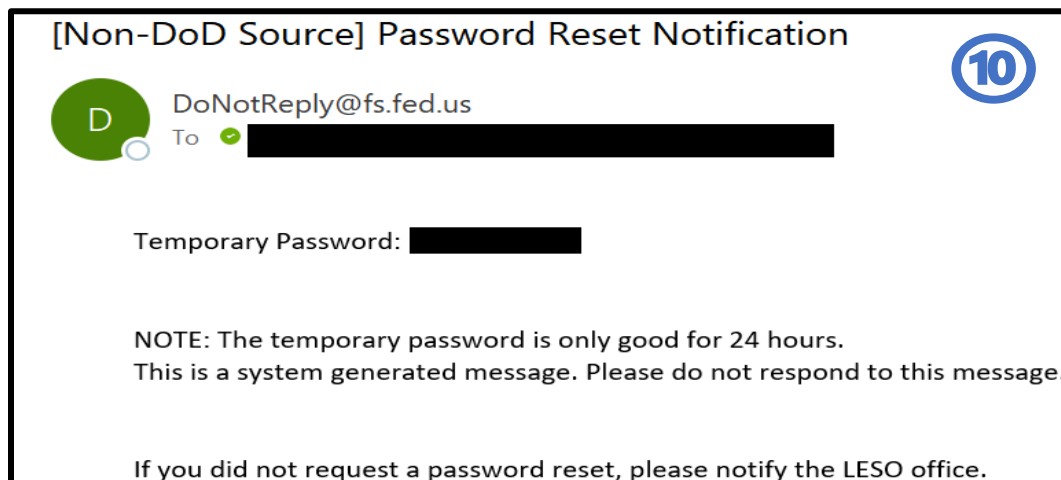 [Non-DoD Source] Password Reset Notification
10
D
DoNotReply@fs.fed.us
To
Temporary Password:
NOTE: The temporary password is only good for 24 hours.
This is a system generated message. Please do not respond to this message.
If you did not request a password reset, please notify the LESO office.